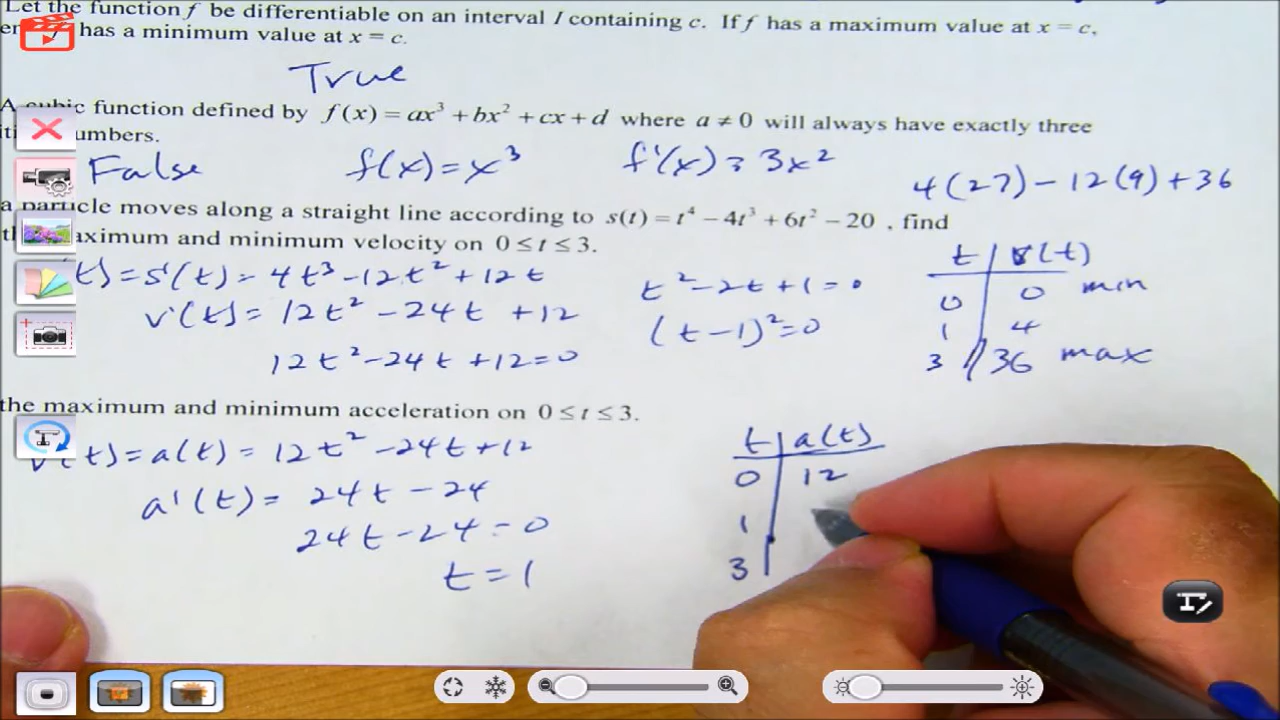 Let the function f be differentiable on an interval I containing c. If f has a maximum value at x = c,
has a minimum value at x = c.
True
A cubic function defined by f(x) = ax³ + bx² + cx + d where a ≠ 0 will always have exactly three
numbers.
False f(x) = x³ f'(x) = 3x²
4(27) – 12(9) + 36
a particle moves along a straight line according to s(t) = t⁴ – 4t³ + 6t² – 20 , find
maximum and minimum velocity on 0 ≤ t ≤ 3.
(t) = s'(t) = 4t³ – 12t² + 12t
v'(t) = 12t² – 24t + 12
12t² – 24t + 12 = 0
t² – 2t + 1 = 0
(t – 1)² = 0
t v(t)
0 0 min
1 4
3 36 max
the maximum and minimum acceleration on 0 ≤ t ≤ 3.
v'(t) = a(t) = 12t² – 24t + 12
a'(t) = 24t – 24
24t – 24 = 0
t = 1
t a(t)
0 12
1
3